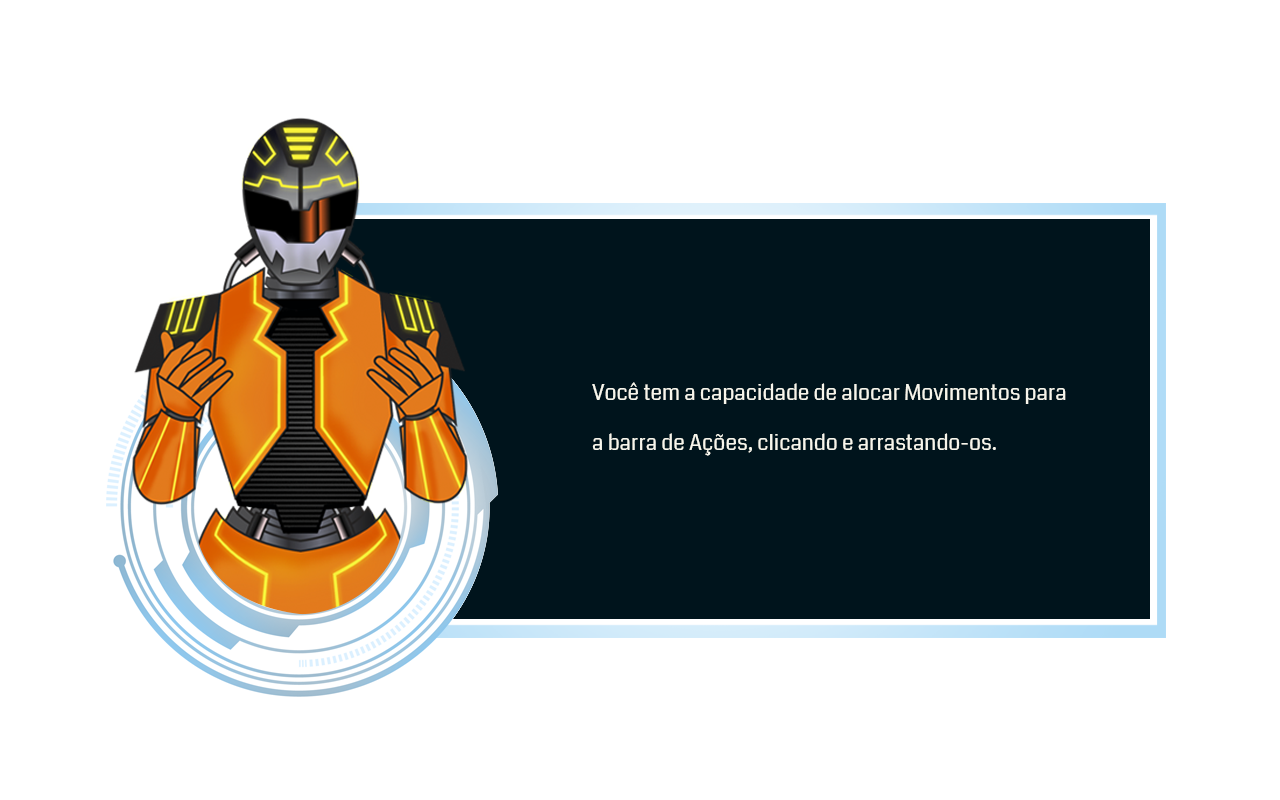 Você tem a capacidade de alocar Movimentos para
a barra de Ações, clicando e arrastando-os.